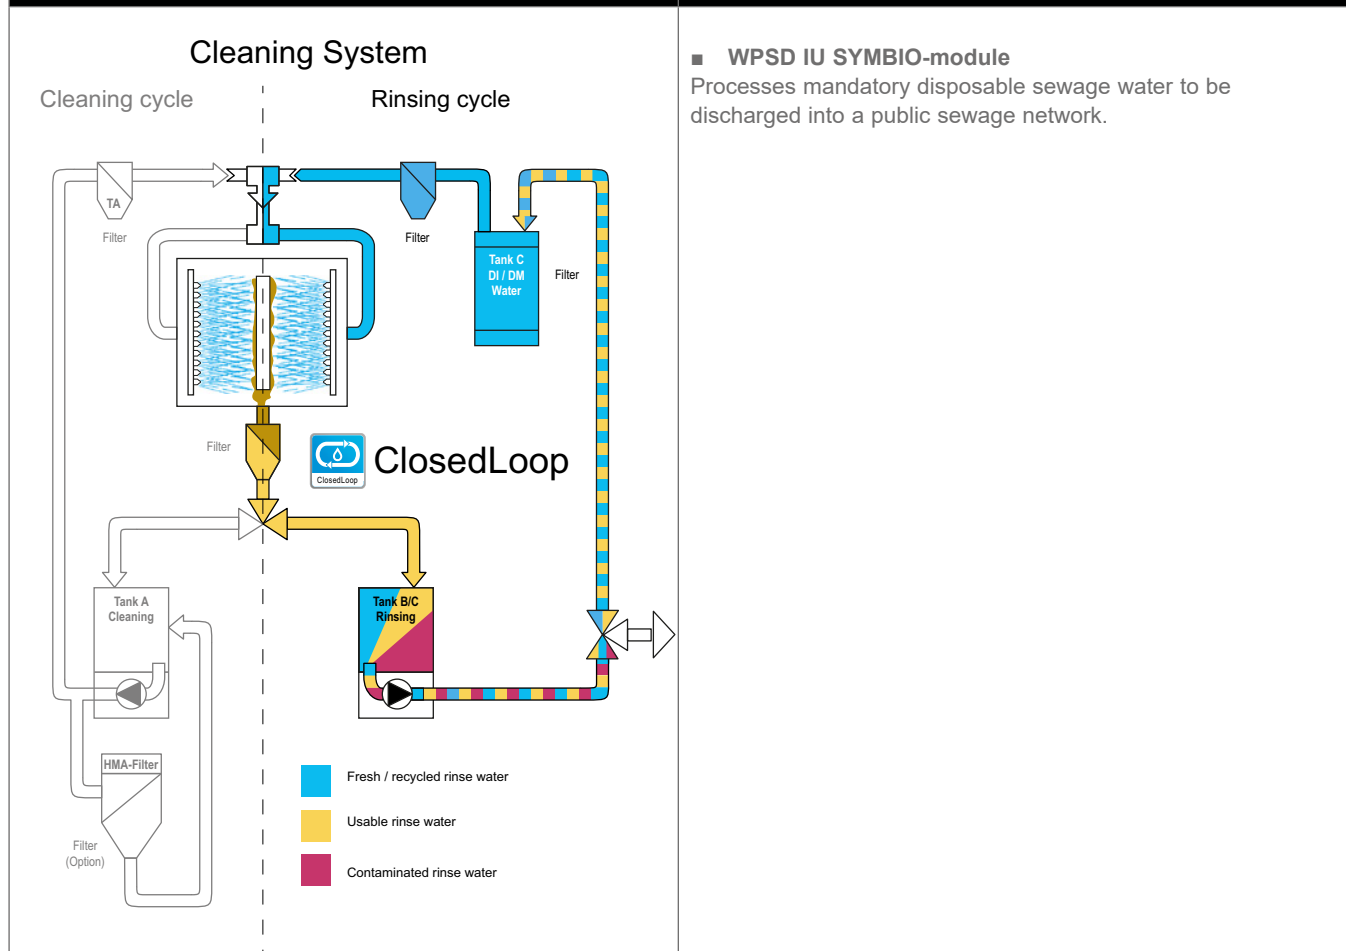 Cleaning System
Cleaning cycle
Rinsing cycle
TA
Filter
Filter
Tank C
DI / DM
Water
Filter
Filter
ClosedLoop
ClosedLoop
Tank A
Cleaning
Tank B/C
Rinsing
HMA-Filter
Filter
(Option)
Fresh / recycled rinse water
Usable rinse water
Contaminated rinse water
■ WPSD IU SYMBIO-module
Processes mandatory disposable sewage water to be
discharged into a public sewage network.